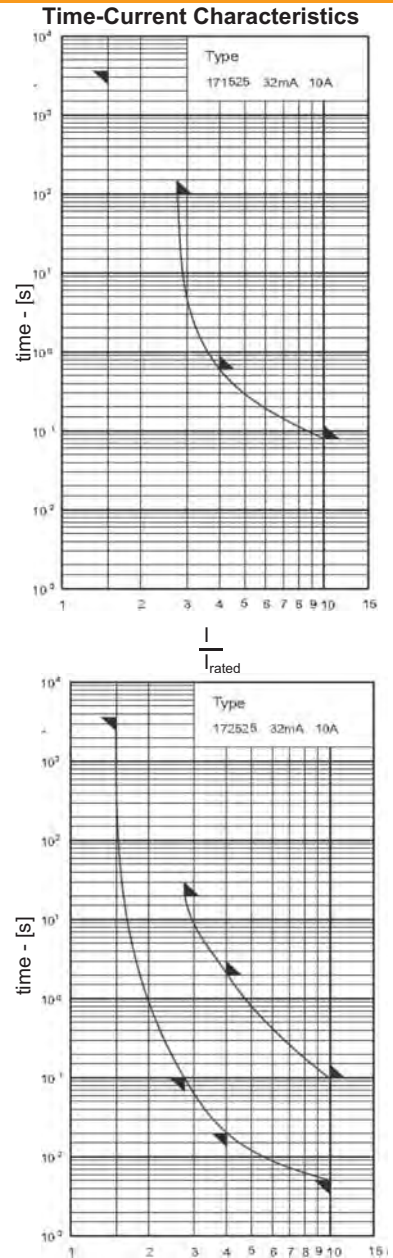 Time-Current Characteristics
10⁴
Type
171525 32mA 10A
10³
10²
10¹
time - [s]
10⁰
10⁻¹
10⁻²
10⁻³
1 2 3 4 5 6 7 8 9 10 15
I
I rated
10⁴
Type
172525 32mA 10A
10³
10²
10¹
time - [s]
10⁰
10⁻¹
10⁻²
10⁻³
1 2 3 4 5 6 7 8 9 10 15